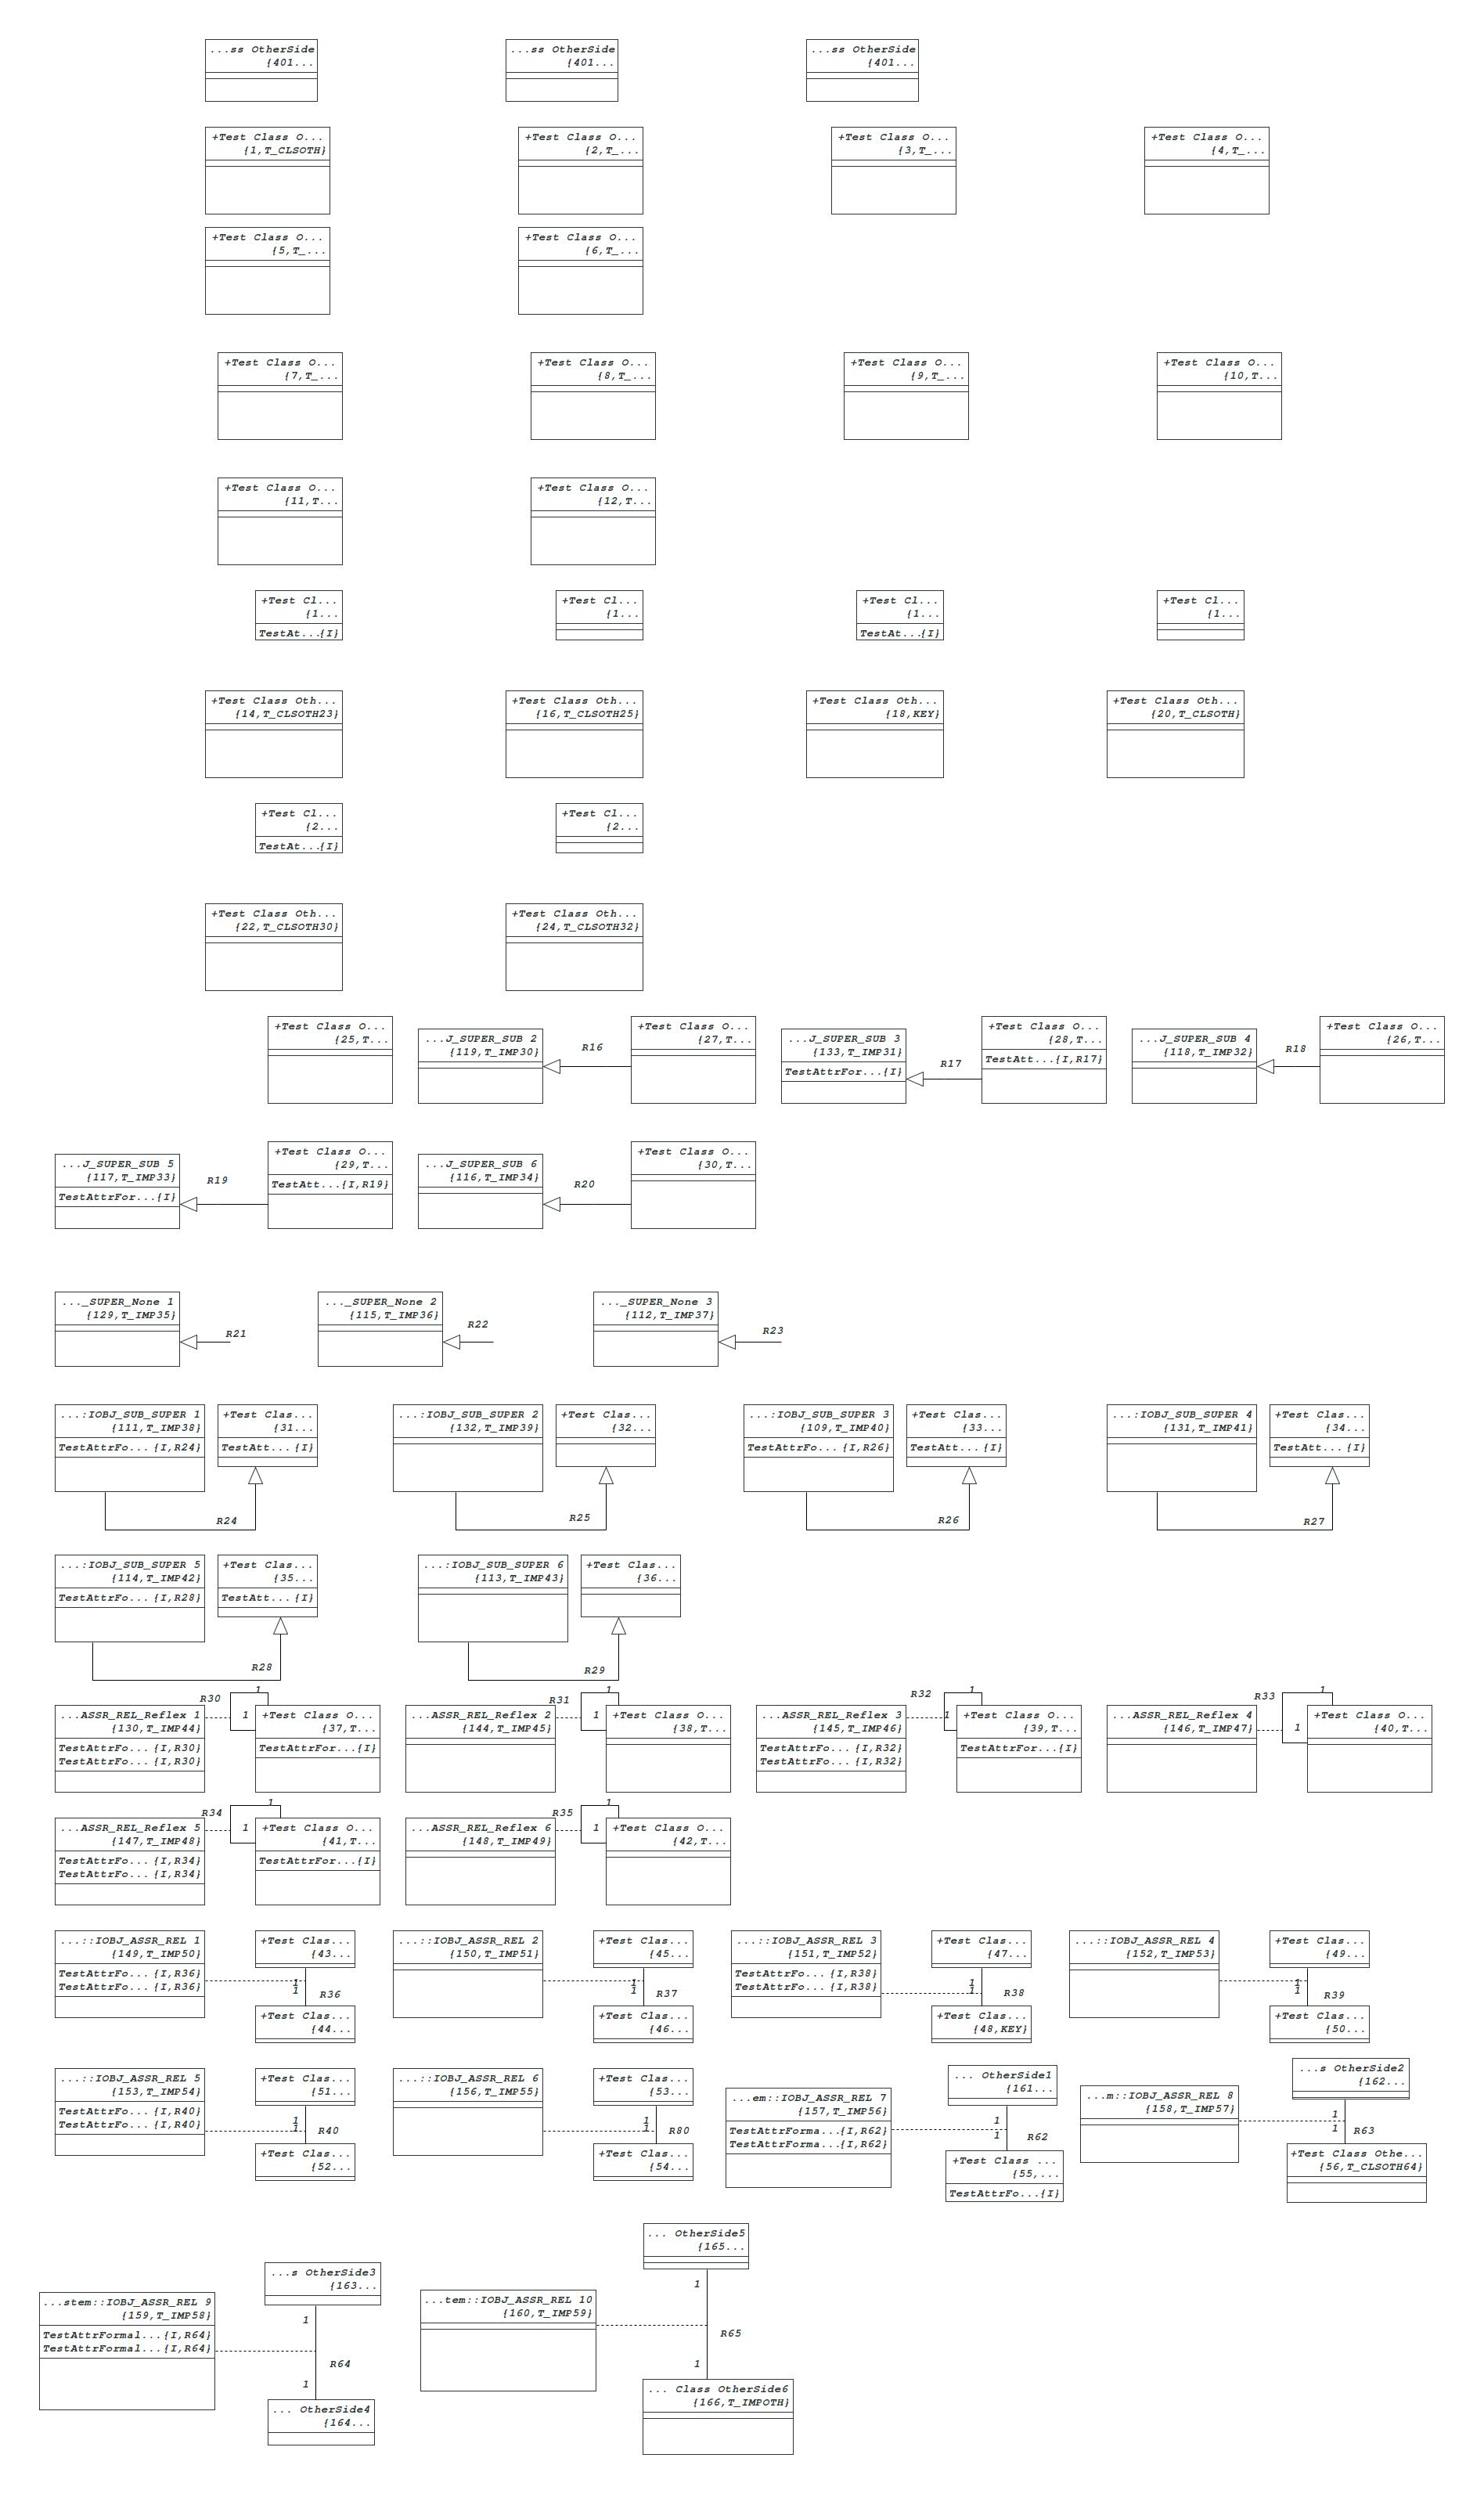 ...ss OtherSide
{401...
...ss OtherSide
{401...
...ss OtherSide
{401...
+Test Class O...
{1,T_CLSOTH}
+Test Class O...
{2,T_...
+Test Class O...
{3,T_...
+Test Class O...
{4,T_...
+Test Class O...
{5,T_...
+Test Class O...
{6,T_...
+Test Class O...
{7,T_...
+Test Class O...
{8,T_...
+Test Class O...
{9,T_...
+Test Class O...
{10,T...
+Test Class O...
{11,T...
+Test Class O...
{12,T...
+Test Cl...
{1...
TestAt...{I}
+Test Cl...
{1...
+Test Cl...
{1...
TestAt...{I}
+Test Cl...
{1...
+Test Class Oth...
{14,T_CLSOTH23}
+Test Class Oth...
{16,T_CLSOTH25}
+Test Class Oth...
{18,KEY}
+Test Class Oth...
{20,T_CLSOTH}
+Test Cl...
{2...
TestAt...{I}
+Test Cl...
{2...
+Test Class Oth...
{22,T_CLSOTH30}
+Test Class Oth...
{24,T_CLSOTH32}
+Test Class O...
{25,T...
...J_SUPER_SUB 2
{119,T_IMP30}
R16
+Test Class O...
{27,T...
...J_SUPER_SUB 3
{133,T_IMP31}
TestAttrFor...{I}
R17
+Test Class O...
{28,T...
TestAtt...{I,R17}
...J_SUPER_SUB 4
{118,T_IMP32}
R18
+Test Class O...
{26,T...
...J_SUPER_SUB 5
{117,T_IMP33}
TestAttrFor...{I}
R19
+Test Class O...
{29,T...
TestAtt...{I,R19}
...J_SUPER_SUB 6
{116,T_IMP34}
R20
+Test Class O...
{30,T...
..._SUPER_None 1
{129,T_IMP35}
R21
..._SUPER_None 2
{115,T_IMP36}
R22
..._SUPER_None 3
{112,T_IMP37}
R23
...:IOBJ_SUB_SUPER 1
{111,T_IMP38}
TestAttrFo... {I,R24}
+Test Clas...
{31...
TestAtt... {I}
R24
...:IOBJ_SUB_SUPER 2
{132,T_IMP39}
+Test Clas...
{32...
R25
...:IOBJ_SUB_SUPER 3
{109,T_IMP40}
TestAttrFo... {I,R26}
+Test Clas...
{33...
TestAtt... {I}
R26
...:IOBJ_SUB_SUPER 4
{131,T_IMP41}
+Test Clas...
{34...
TestAtt... {I}
R27
...:IOBJ_SUB_SUPER 5
{114,T_IMP42}
TestAttrFo... {I,R28}
+Test Clas...
{35...
TestAtt... {I}
R28
...:IOBJ_SUB_SUPER 6
{113,T_IMP43}
+Test Clas...
{36...
R29
...ASSR_REL_Reflex 1
{130,T_IMP44}
TestAttrFo... {I,R30}
TestAttrFo... {I,R30}
R30
1
1
+Test Class O...
{37,T...
TestAttrFor...{I}
...ASSR_REL_Reflex 2
{144,T_IMP45}
R31
1
1
+Test Class O...
{38,T...
...ASSR_REL_Reflex 3
{145,T_IMP46}
TestAttrFo... {I,R32}
TestAttrFo... {I,R32}
R32
1
1
+Test Class O...
{39,T...
TestAttrFor...{I}
...ASSR_REL_Reflex 4
{146,T_IMP47}
R33
1
1
+Test Class O...
{40,T...
...ASSR_REL_Reflex 5
{147,T_IMP48}
TestAttrFo... {I,R34}
TestAttrFo... {I,R34}
R34
1
1
+Test Class O...
{41,T...
TestAttrFor...{I}
...ASSR_REL_Reflex 6
{148,T_IMP49}
R35
1
1
+Test Class O...
{42,T...
...::IOBJ_ASSR_REL 1
{149,T_IMP50}
TestAttrFo... {I,R36}
TestAttrFo... {I,R36}
+Test Clas...
{43...
1
1
R36
+Test Clas...
{44...
...::IOBJ_ASSR_REL 2
{150,T_IMP51}
+Test Clas...
{45...
1
1
R37
+Test Clas...
{46...
...::IOBJ_ASSR_REL 3
{151,T_IMP52}
TestAttrFo... {I,R38}
TestAttrFo... {I,R38}
+Test Clas...
{47...
1
1
R38
+Test Clas...
{48,KEY}
...::IOBJ_ASSR_REL 4
{152,T_IMP53}
+Test Clas...
{49...
1
1
R39
+Test Clas...
{50...
...::IOBJ_ASSR_REL 5
{153,T_IMP54}
TestAttrFo... {I,R40}
TestAttrFo... {I,R40}
+Test Clas...
{51...
1
1
R40
+Test Clas...
{52...
...::IOBJ_ASSR_REL 6
{156,T_IMP55}
+Test Clas...
{53...
1
1
R80
+Test Clas...
{54...
...em::IOBJ_ASSR_REL 7
{157,T_IMP56}
TestAttrForma...{I,R62}
TestAttrForma...{I,R62}
... OtherSide1
{161...
1
1
R62
+Test Class ...
{55,...
TestAttrFo...{I}
...m::IOBJ_ASSR_REL 8
{158,T_IMP57}
...s OtherSide2
{162...
1
1
R63
+Test Class Othe...
{56,T_CLSOTH64}
...stem::IOBJ_ASSR_REL 9
{159,T_IMP58}
TestAttrFormal...{I,R64}
TestAttrFormal...{I,R64}
...s OtherSide3
{163...
1
R64
1
... OtherSide4
{164...
...tem::IOBJ_ASSR_REL 10
{160,T_IMP59}
... OtherSide5
{165...
1
R65
1
... Class OtherSide6
{166,T_IMPOTH}